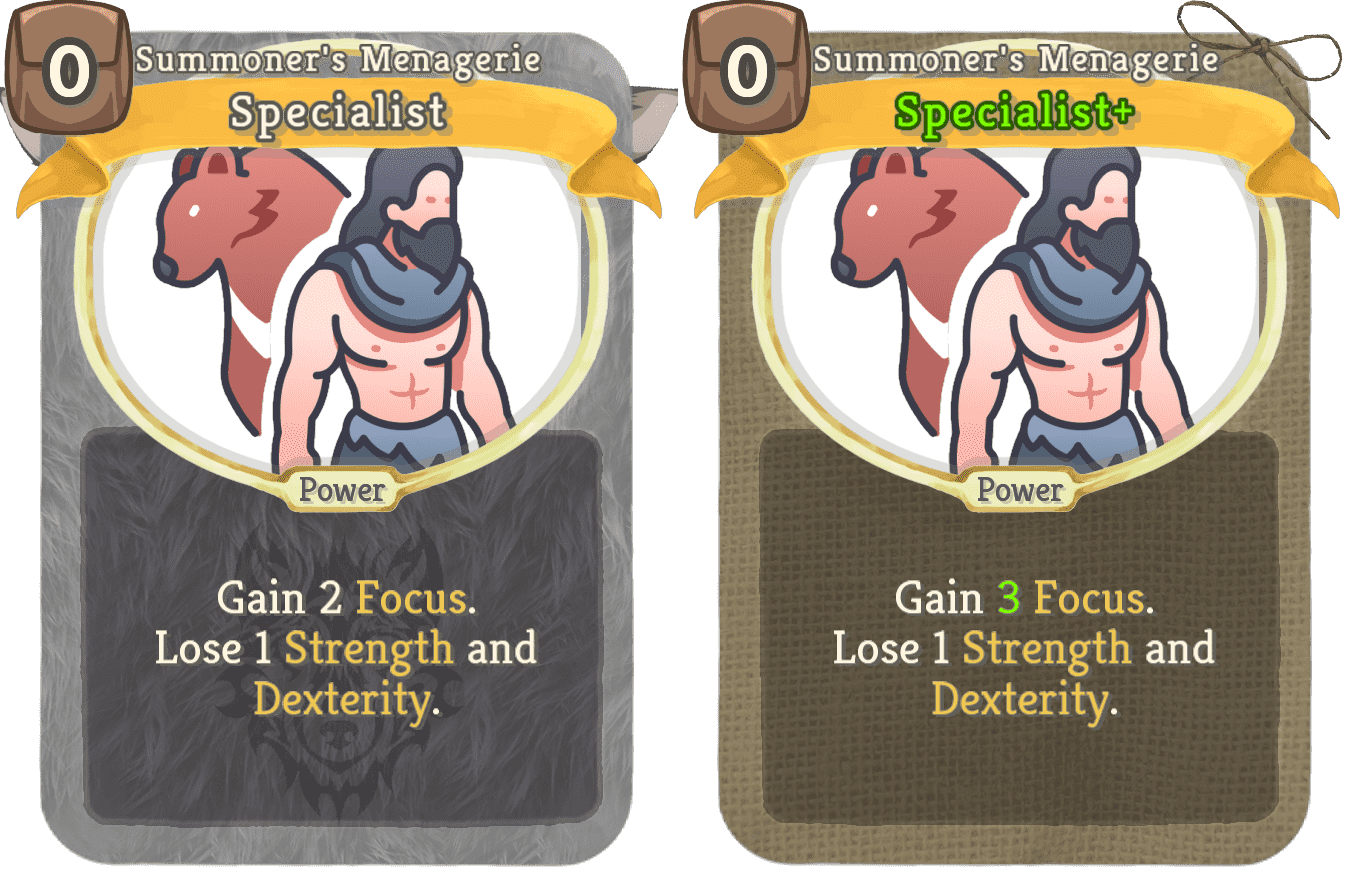 0
Summoner's Menagerie
Specialist
Power
Gain 2 Focus.
Lose 1 Strength and
Dexterity.
0
Summoner's Menagerie
Specialist+
Power
Gain 3 Focus.
Lose 1 Strength and
Dexterity.